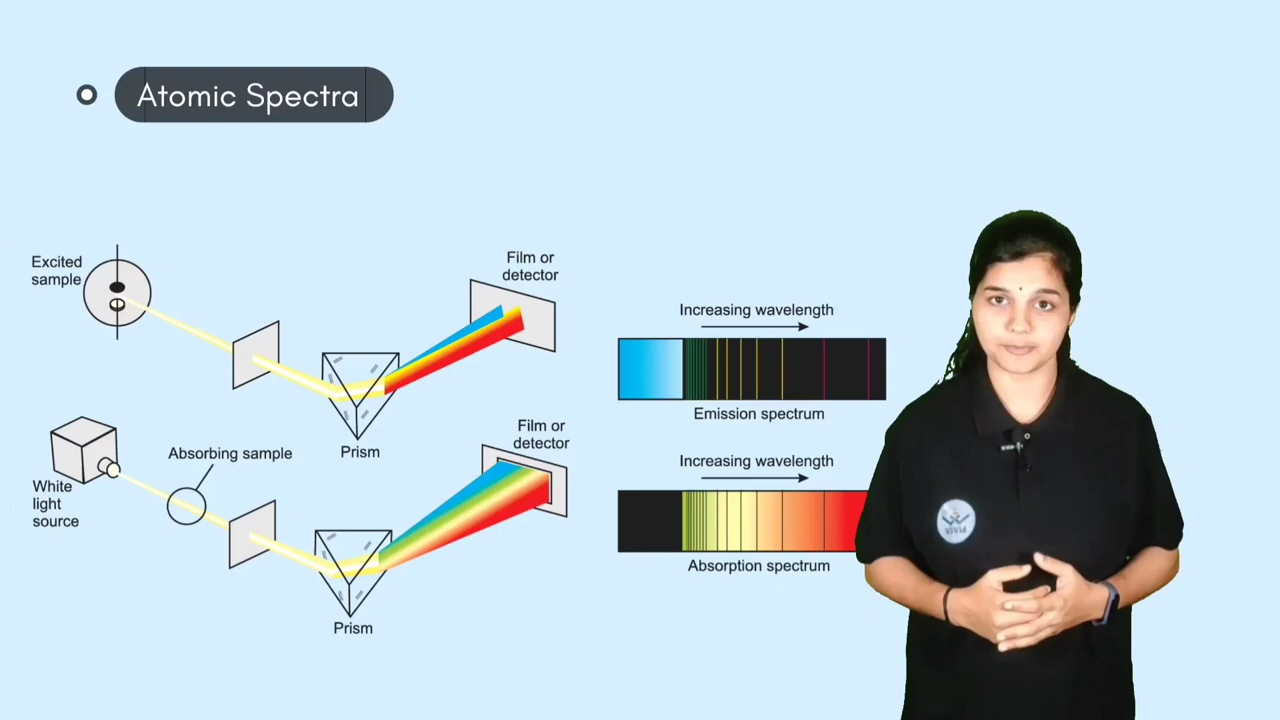 Atomic Spectra
Excited
sample
Film or
detector
Prism
Increasing wavelength
Emission spectrum
White
light
source
Absorbing sample
Film or
detector
Prism
Increasing wavelength
Absorption spectrum